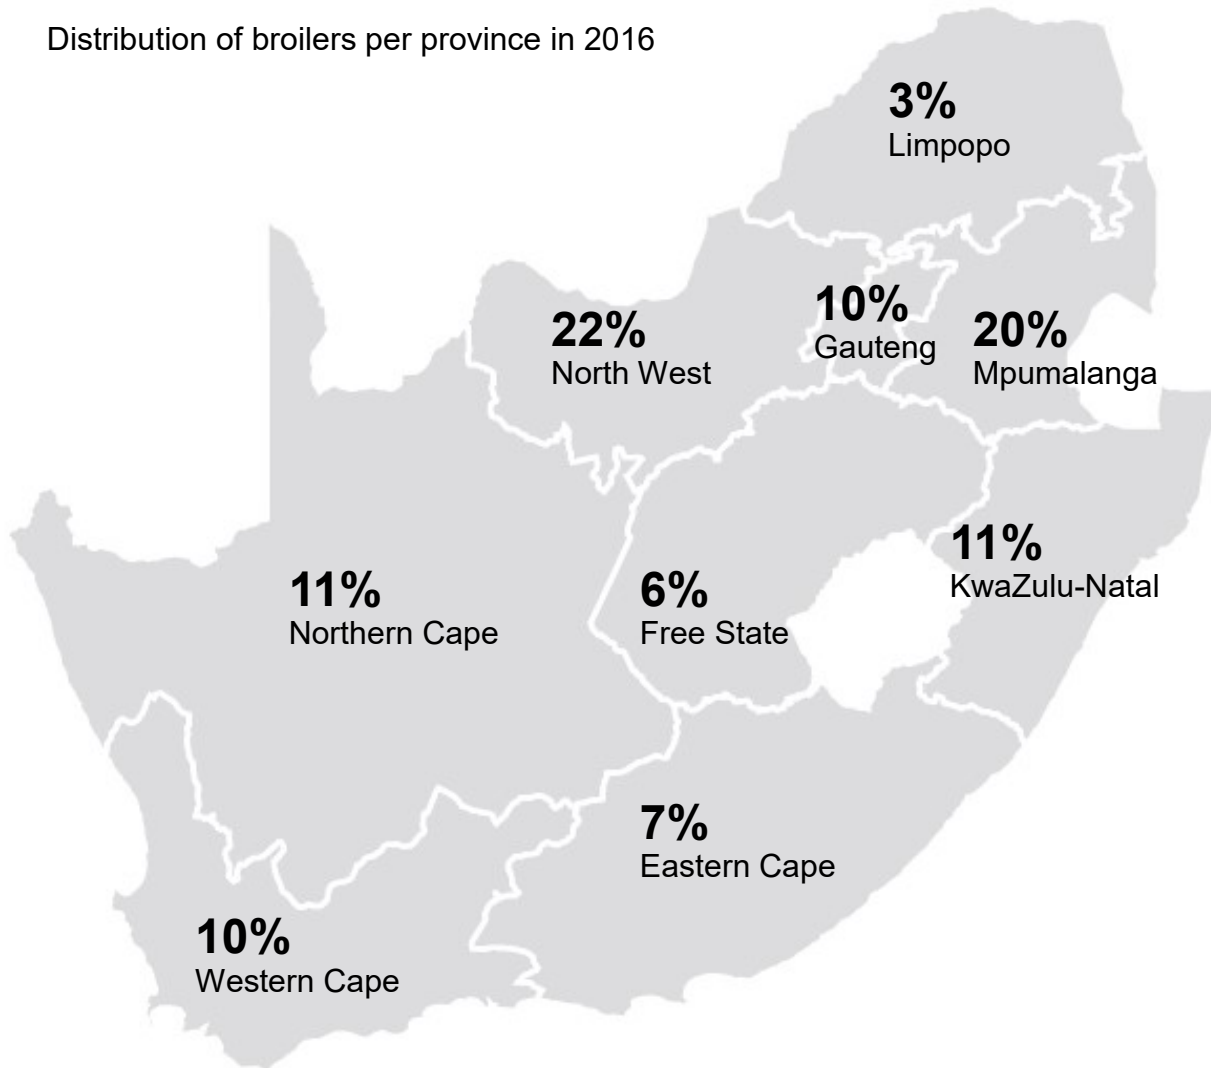 Distribution of broilers per province in 2016
3%
Limpopo
22%
North West
10%
Gauteng
20%
Mpumalanga
11%
Northern Cape
6%
Free State
11%
KwaZulu-Natal
7%
Eastern Cape
10%
Western Cape